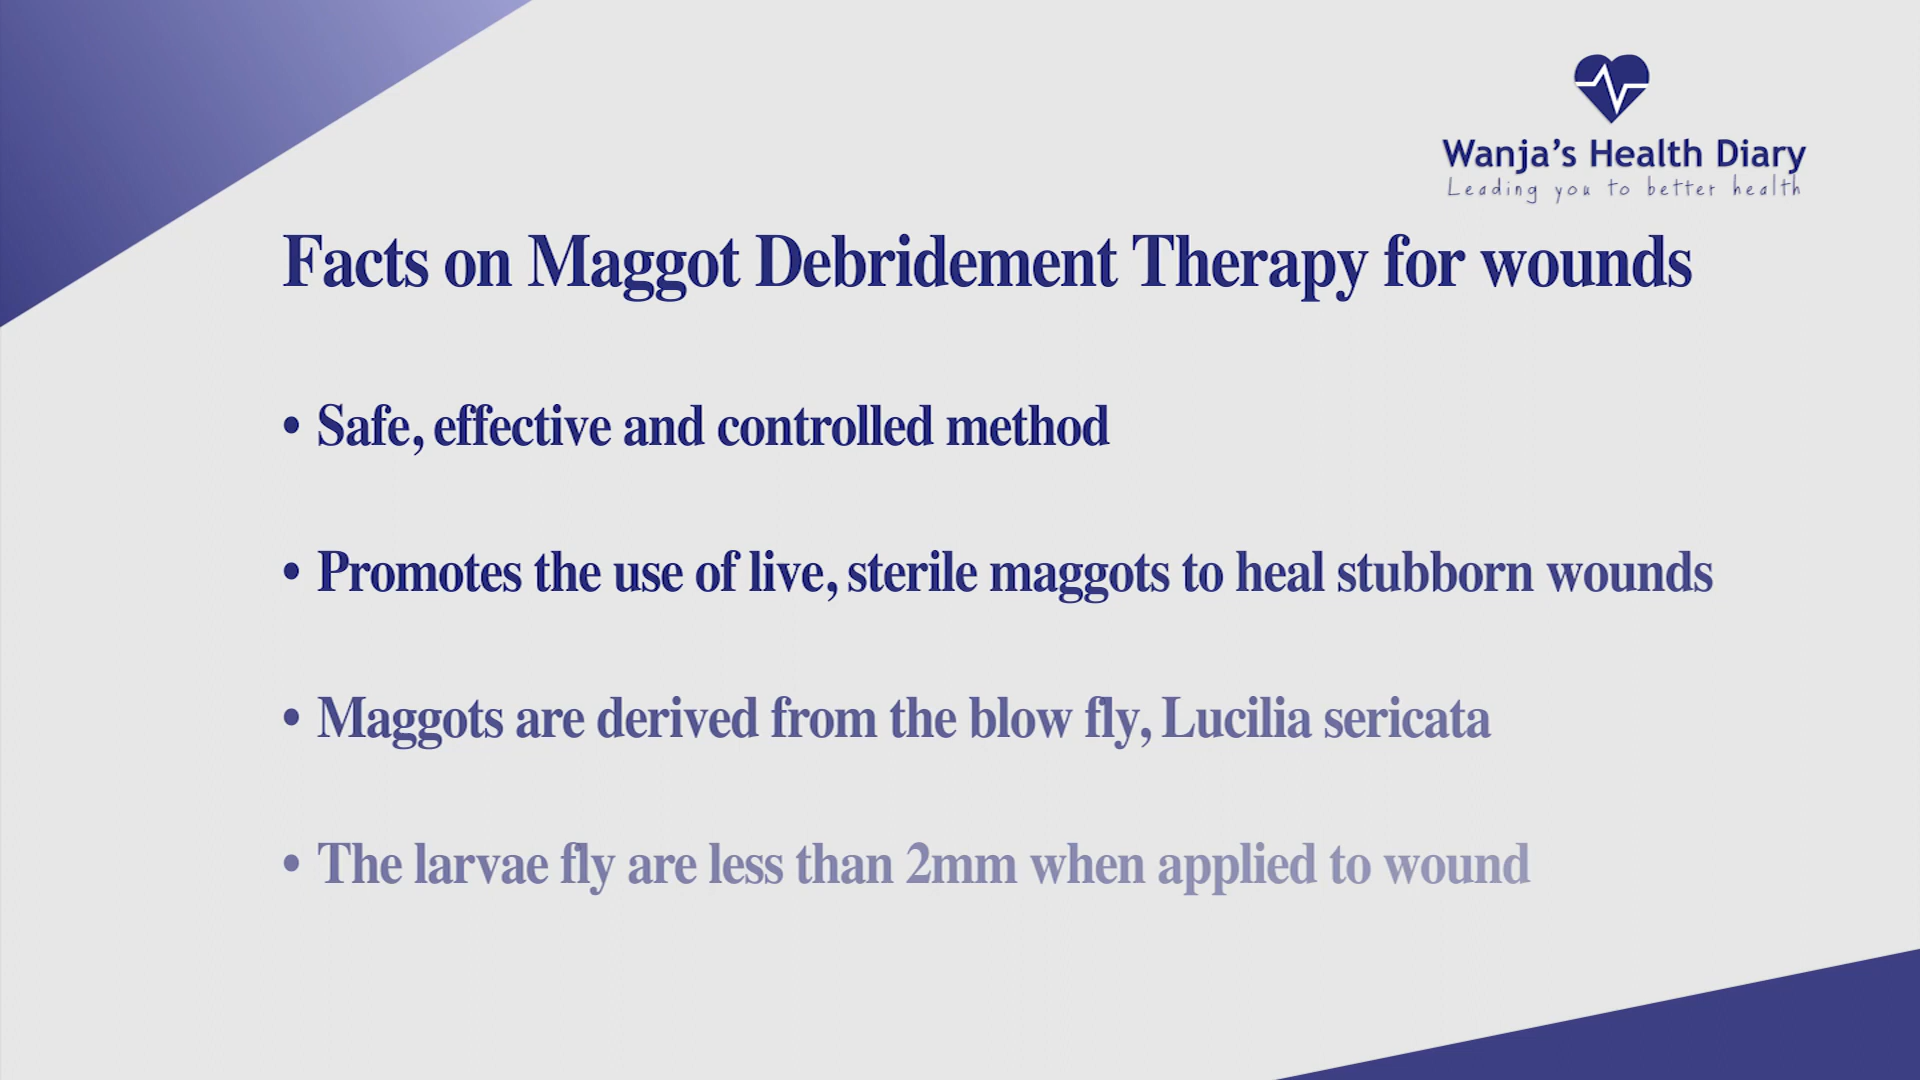 Wanja's Health Diary
Leading you to better health
Facts on Maggot Debridement Therapy for wounds
• Safe, effective and controlled method
• Promotes the use of live, sterile maggots to heal stubborn wounds
• Maggots are derived from the blow fly, Lucilia sericata
• The larvae fly are less than 2mm when applied to wound